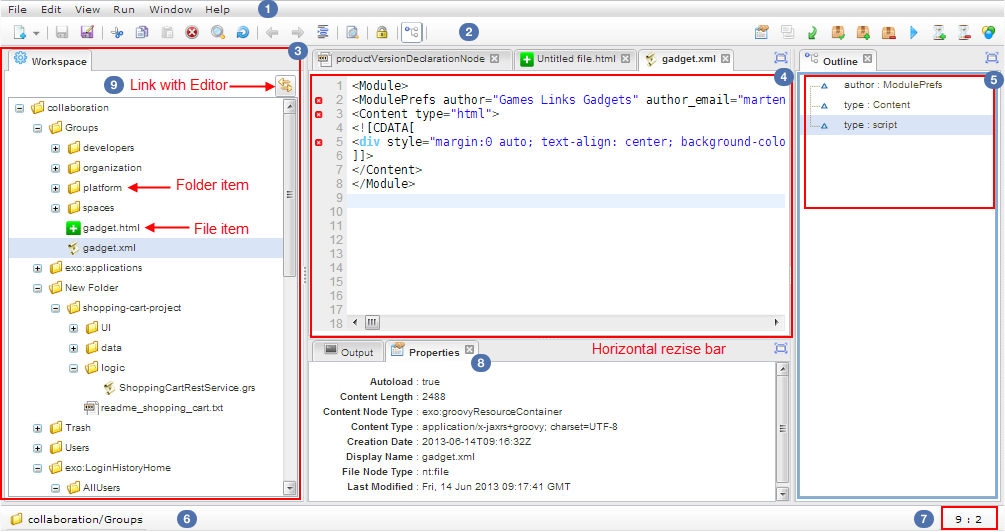 File Edit View Run Window Help 1
2
3
Workspace
9 Link with Editor
collaboration
Groups
developers
organization
platform
Folder item
spaces
gadget.html
File item
gadget.xml
exo:applications
New Folder
shopping-cart-project
UI
data
logic
ShoppingCartRestService.grs
readme_shopping_cart.txt
Trash
Users
exo:LoginHistoryHome
AllUsers
productVersionDeclarationNode Untitled file.html gadget.xml
4
1 <Module>
2 <ModulePrefs author="Games Links Gadgets" author_email="marten
3 <Content type="html">
4 <![CDATA[
5 <div style="margin:0 auto; text-align: center; background-colo
6 ]]>
7 </Content>
8 </Module>
9
10
11
12
13
14
15
16
17
18
Horizontal rezise bar
Output Properties
8
Autoload : true
Content Length : 2488
Content Node Type : exo:groovyResourceContainer
Content Type : application/x-jaxrs+groovy; charset=UTF-8
Creation Date : 2013-06-14T09:16:32Z
Display Name : gadget.xml
File Node Type : nt:file
Last Modified : Fri, 14 Jun 2013 09:17:41 GMT
Outline
5
author : ModulePrefs
type : Content
type : script
collaboration/Groups 6
7 9 : 2